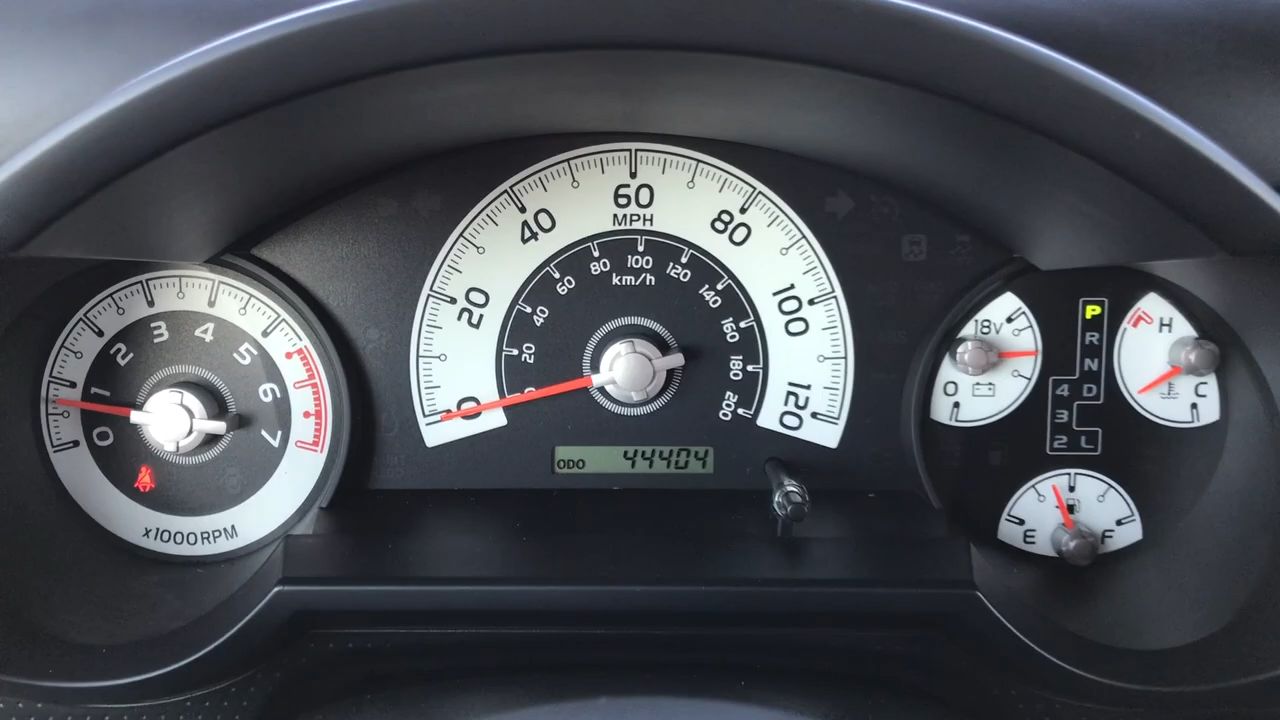 0 1 2 3 4 5 6 7
x1000RPM
0 20 40 60 80 100 120
MPH
20 40 60 80 100 120 140 160 180 200
km/h
ODO 44404
0 18V
P
R
N
4 D
3
2 L
H
C
E F